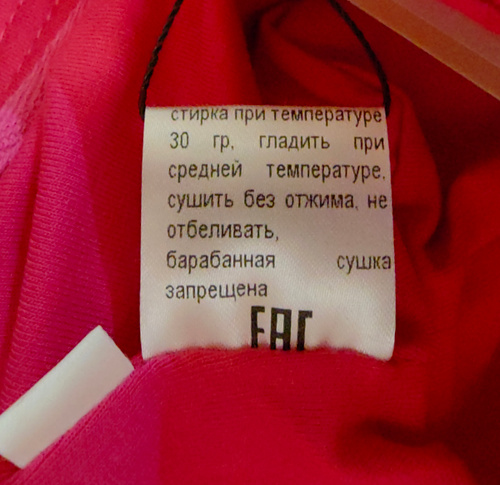 стирка при температуре
30 гр, гладить при
средней температуре,
сушить без отжима, не
отбеливать,
барабанная сушка
запрещена
EAC